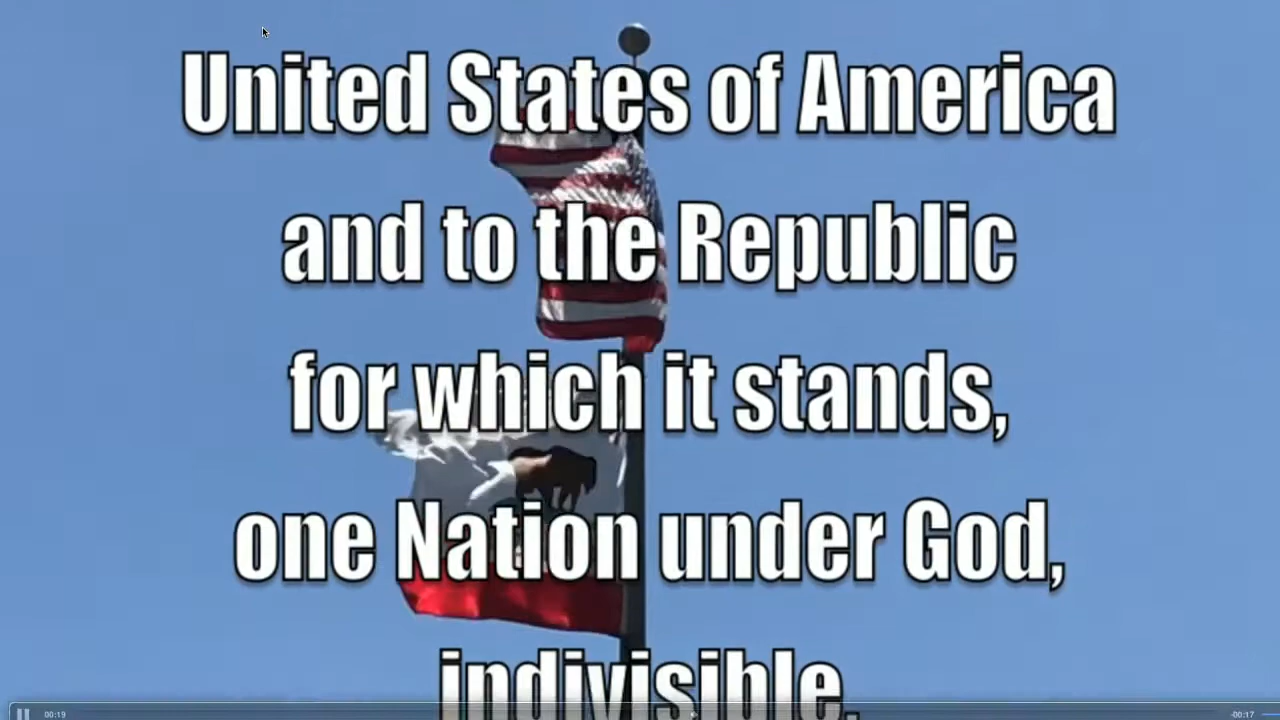 United States of America
and to the Republic
for which it stands,
one Nation under God,
indivisible,
00:19
-00:17